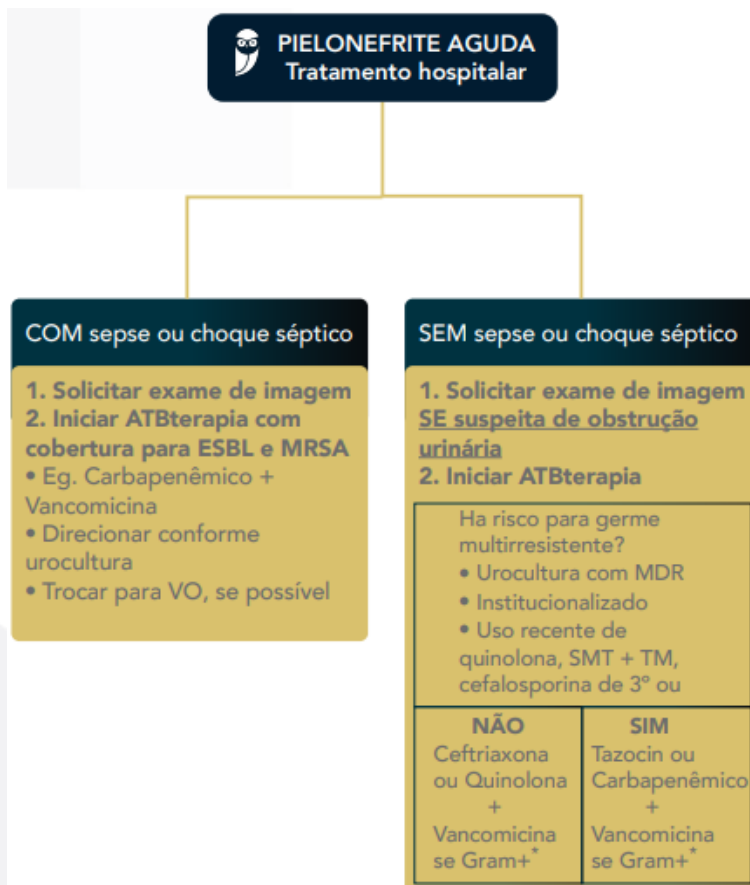 PIELONEFRITE AGUDA
Tratamento hospitalar
COM sepse ou choque séptico
1. Solicitar exame de imagem
2. Iniciar ATBterapia com
cobertura para ESBL e MRSA
• Eg. Carbapenêmico +
Vancomicina
• Direcionar conforme
urocultura
• Trocar para VO, se possível
SEM sepse ou choque séptico
1. Solicitar exame de imagem
SE suspeita de obstrução
urinária
2. Iniciar ATBterapia
Ha risco para germe
multirresistente?
• Urocultura com MDR
• Institucionalizado
• Uso recente de
quinolona, SMT + TM,
cefalosporina de 3º ou
NÃO
Ceftriaxona
ou Quinolona
+
Vancomicina
se Gram+*
SIM
Tazocin ou
Carbapenêmico
+
Vancomicina
se Gram+*